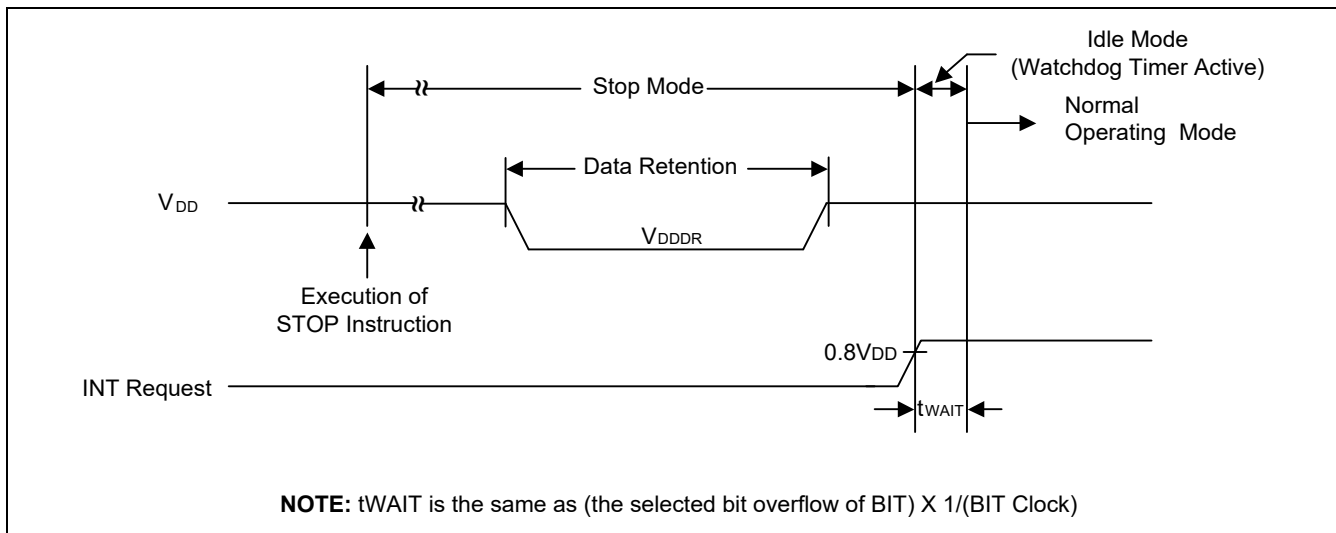 Idle Mode
(Watchdog Timer Active)
Stop Mode
Normal
Operating Mode
Data Retention
VDD
VDDDR
Execution of
STOP Instruction
0.8VDD
INT Request
tWAIT
NOTE: tWAIT is the same as (the selected bit overflow of BIT) X 1/(BIT Clock)